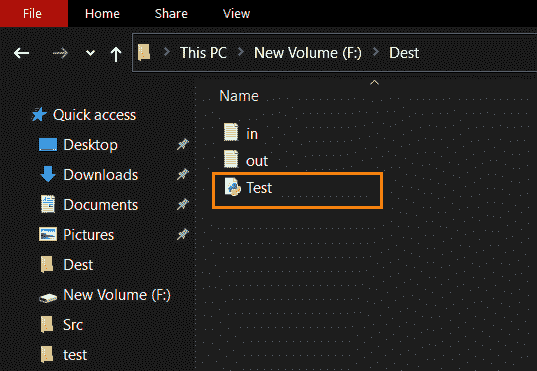 File Home Share View
This PC New Volume (F:) Dest
Quick access
Desktop
Downloads
Documents
Pictures
Dest
New Volume (F:)
Src
test
Name
in
out
Test